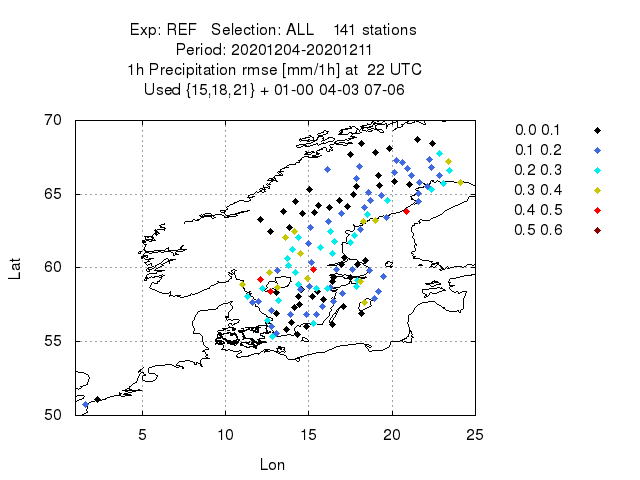 Exp: REF Selection: ALL 141 stations
Period: 20201204-20201211
1h Precipitation rmse [mm/1h] at 22 UTC
Used {15,18,21} + 01-00 04-03 07-06
70
65
60
55
50
Lat
5 10 15 20 25
Lon
0.0 0.1
0.1 0.2
0.2 0.3
0.3 0.4
0.4 0.5
0.5 0.6